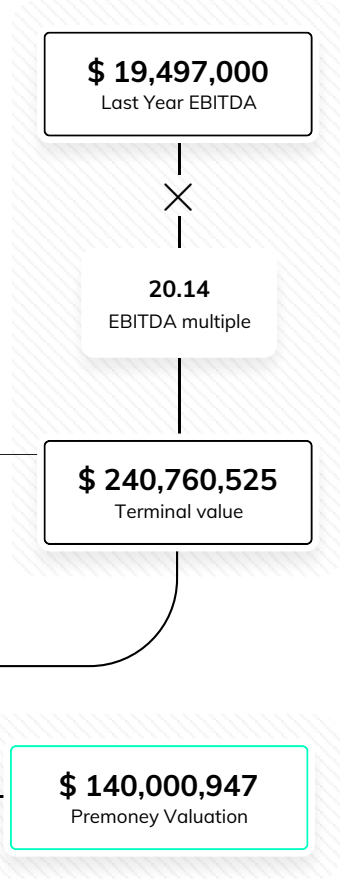 $ 19,497,000
Last Year EBITDA
20.14
EBITDA multiple
$ 240,760,525
Terminal value
$ 140,000,947
Premoney Valuation